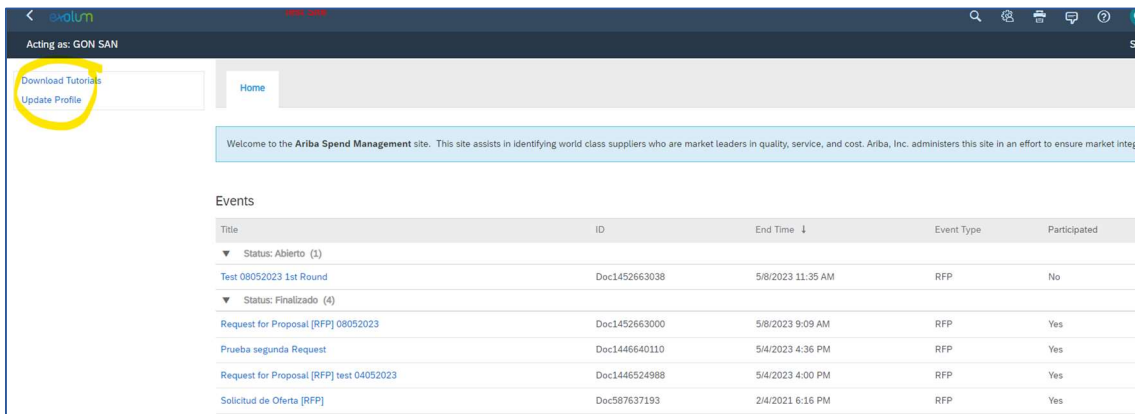 exolum
Acting as: GON SAN
Download Tutorials
Update Profile
Home
Welcome to the Ariba Spend Management site. This site assists in identifying world class suppliers who are market leaders in quality, service, and cost. Ariba, Inc. administers this site in an effort to ensure market integ
Events
Title ID End Time ↓ Event Type Participated
▼ Status: Abierto (1)
Test 08052023 1st Round Doc1452663038 5/8/2023 11:35 AM RFP No
▼ Status: Finalizado (4)
Request for Proposal [RFP] 08052023 Doc1452663000 5/8/2023 9:09 AM RFP Yes
Prueba segunda Request Doc1446640110 5/4/2023 4:36 PM RFP Yes
Request for Proposal [RFP] test 04052023 Doc1446524988 5/4/2023 4:00 PM RFP Yes
Solicitud de Oferta [RFP] Doc587637193 2/4/2021 6:16 PM RFP Yes